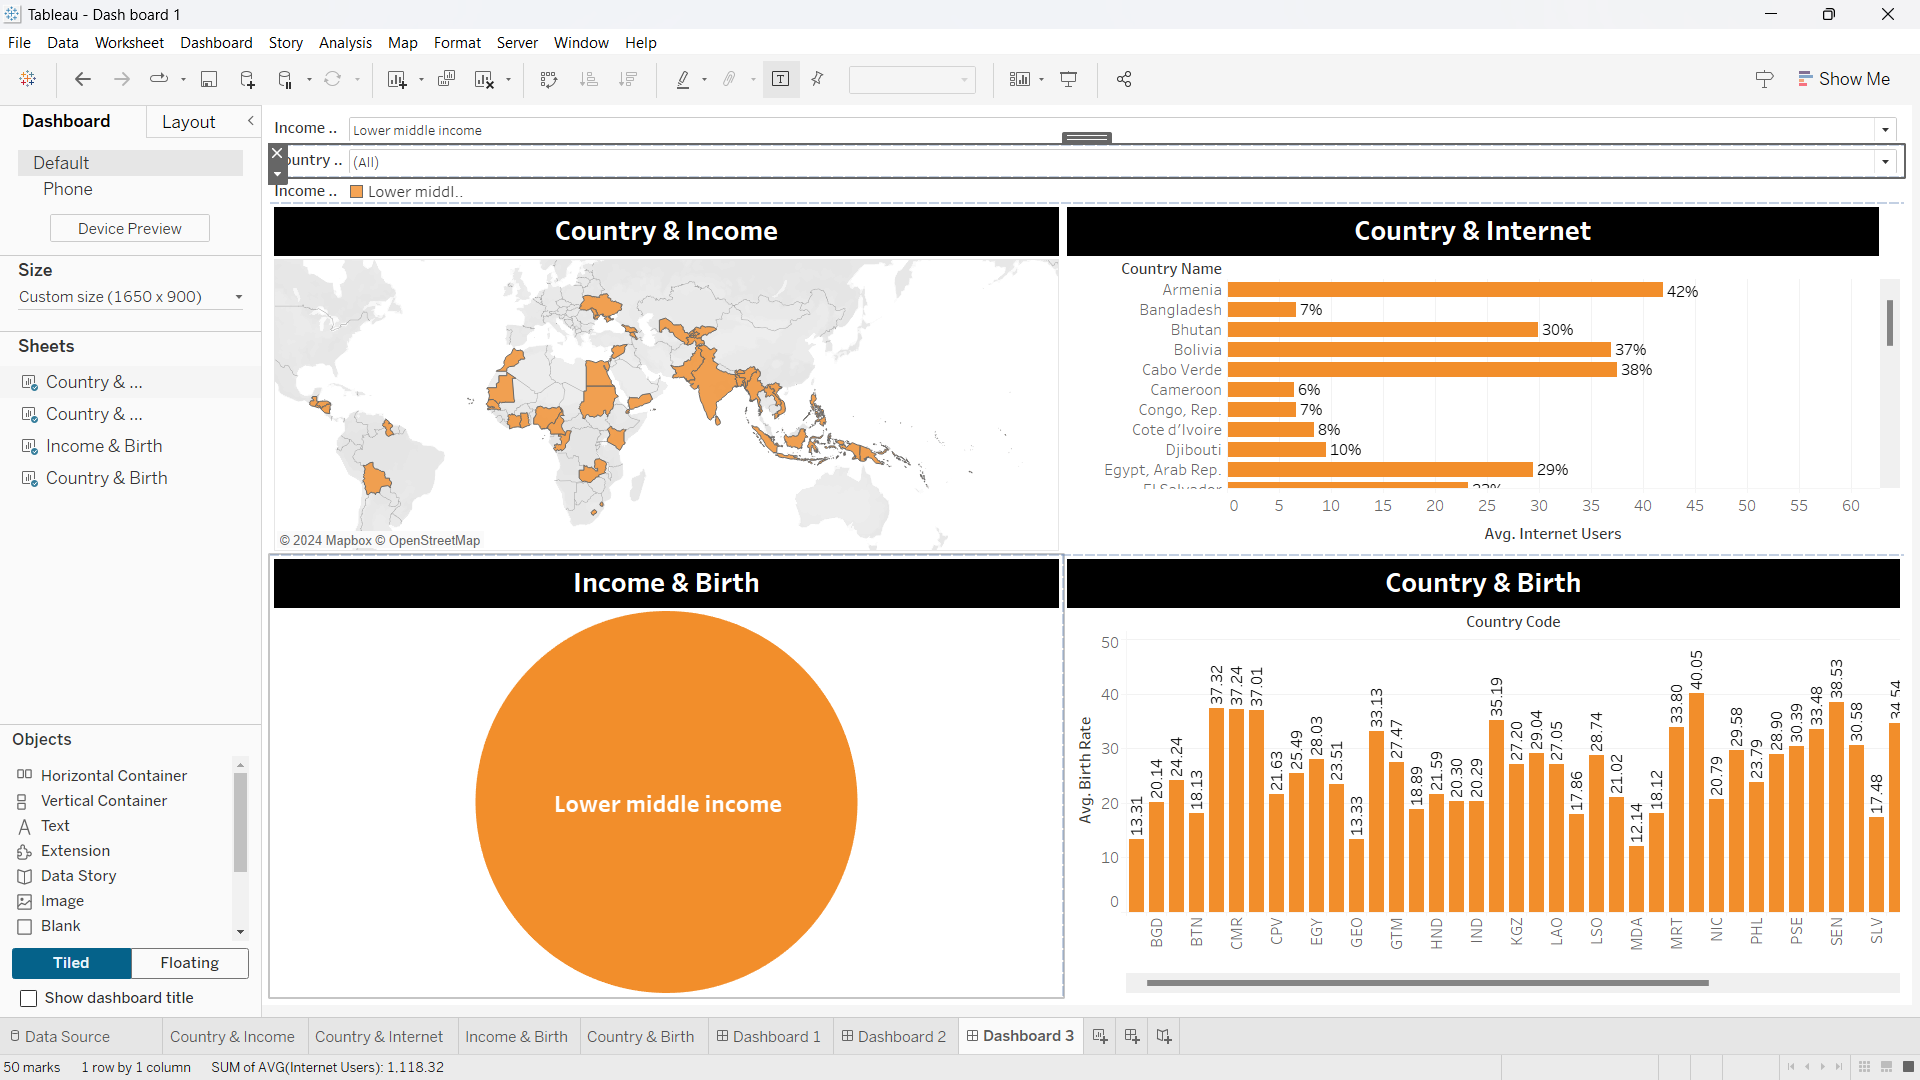 Tableau - Dash board 1
File Data Worksheet Dashboard Story Analysis Map Format Server Window Help
Show Me
Dashboard Layout
Default
Phone
Device Preview
Size
Custom size (1650 x 900)
Sheets
Country & ...
Country & ...
Income & Birth
Country & Birth
Objects
Horizontal Container
Vertical Container
Text
Extension
Data Story
Image
Blank
Tiled Floating
Show dashboard title
Income .. Lower middle income
ountry .. (All)
Income .. Lower middl..
Country & Income
© 2024 Mapbox © OpenStreetMap
Country & Internet
Country Name
Armenia 42%
Bangladesh 7%
Bhutan 30%
Bolivia 37%
Cabo Verde 38%
Cameroon 6%
Congo, Rep. 7%
Cote d'Ivoire 8%
Djibouti 10%
Egypt, Arab Rep. 29%
El Salvador
0 5 10 15 20 25 30 35 40 45 50 55 60
Avg. Internet Users
Income & Birth
Lower middle income
Country & Birth
Country Code
Avg. Birth Rate
50
40
30
20
10
0
13.31 20.14 24.24 18.13 37.32 37.24 37.01 21.63 25.49 28.03 23.51 13.33 33.13 27.47 18.89 21.59 20.30 20.29 35.19 27.20 29.04 27.05 17.86 28.74 21.02 12.14 18.12 33.80 40.05 20.79 29.58 23.79 28.90 30.39 33.48 38.53 30.58 17.48 34.54
BGD BTN CMR CPV EGY GEO GTM HND IND KGZ LAO LSO MDA MRT NIC PHL PSE SEN SLV
Data Source Country & Income Country & Internet Income & Birth Country & Birth Dashboard 1 Dashboard 2 Dashboard 3
50 marks 1 row by 1 column SUM of AVG(Internet Users): 1,118.32